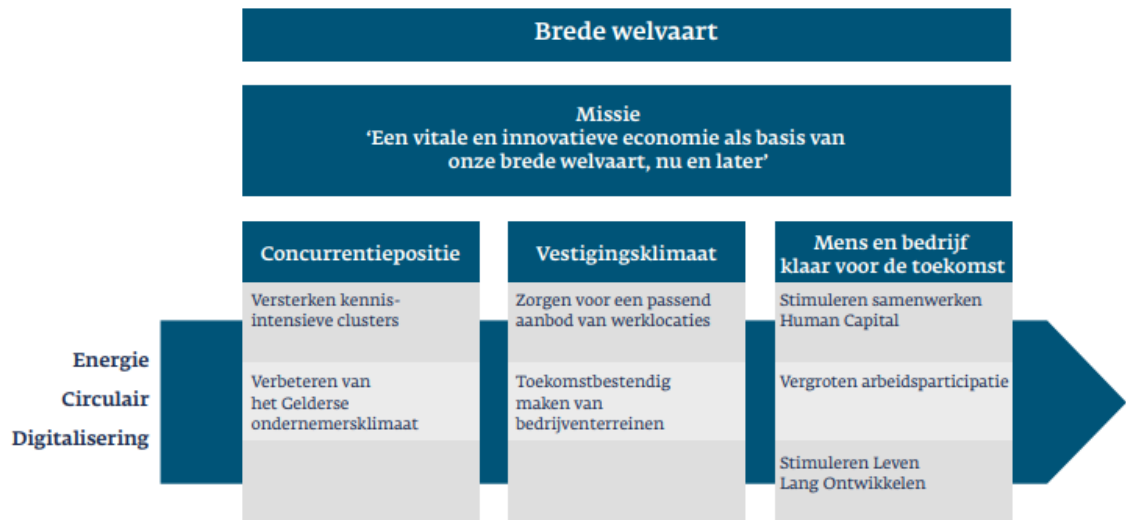 Brede welvaart
Missie
‘Een vitale en innovatieve economie als basis van
onze brede welvaart, nu en later’
Concurrentiepositie
Vestigingsklimaat
Mens en bedrijf
klaar voor de toekomst
Versterken kennis-
intensieve clusters
Zorgen voor een passend
aanbod van werklocaties
Stimuleren samenwerken
Human Capital
Energie
Circulair
Digitalisering
Verbeteren van
het Gelderse
ondernemersklimaat
Toekomstbestendig
maken van
bedrijventerreinen
Vergroten arbeidsparticipatie
Stimuleren Leven
Lang Ontwikkelen